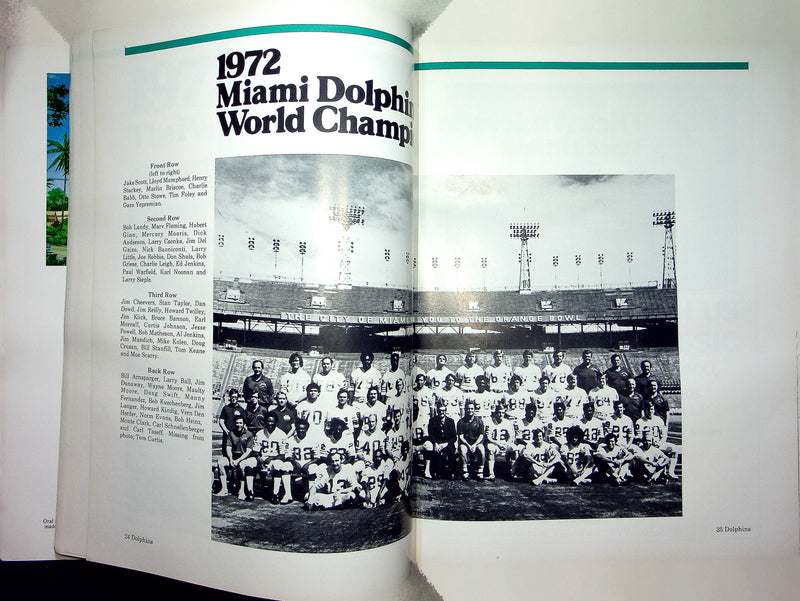 1972
Miami Dolphin
World Champi
Front Row
(left to right)
Jake Scott, Lloyd Mumphord, Henry
Stuckey, Marlin Briscoe, Charlie
Babb, Otto Stowe, Tim Foley and
Garo Yepremian.
Second Row
Bob Lundy, Marv Fleming, Hubert
Ginn, Mercury Morris, Dick
Anderson, Larry Csonka, Jim Del
Gaizo, Nick Buoniconti, Larry
Little, Joe Robbie, Don Shula, Bob
Griese, Charlie Leigh, Ed Jenkins,
Paul Warfield, Karl Noonan and
Larry Seiple.
Third Row
Jim Cheevers, Stan Taylor, Dan
Dowd, Jim Reilly, Howard Twilley,
Jim Kiick, Bruce Bannon, Earl
Morrall, Curtis Johnson, Jesse
Powell, Bob Matheson, Al Jenkins,
Jim Mandich, Mike Kolen, Doug
Crusan, Bill Stanfill, Tom Keane
and Moe Scarry.
Back Row
Bill Arnsparger, Larry Ball, Jim
Dunaway, Wayne Moore, Maulty
Moore, Doug Swift, Manny
Fernandez, Bob Kuechenberg, Jim
Langer, Howard Kindig, Vern Den
Herder, Norm Evans, Bob Heinz,
Monte Clark, Carl Schnellenberger
and Carl Taseff. Missing from
photo; Tom Curtis.
THE CITY OF MIAMI YOU TO THE ORANGE BOWL
Oral
made
24 Dolphins
25 Dolphins